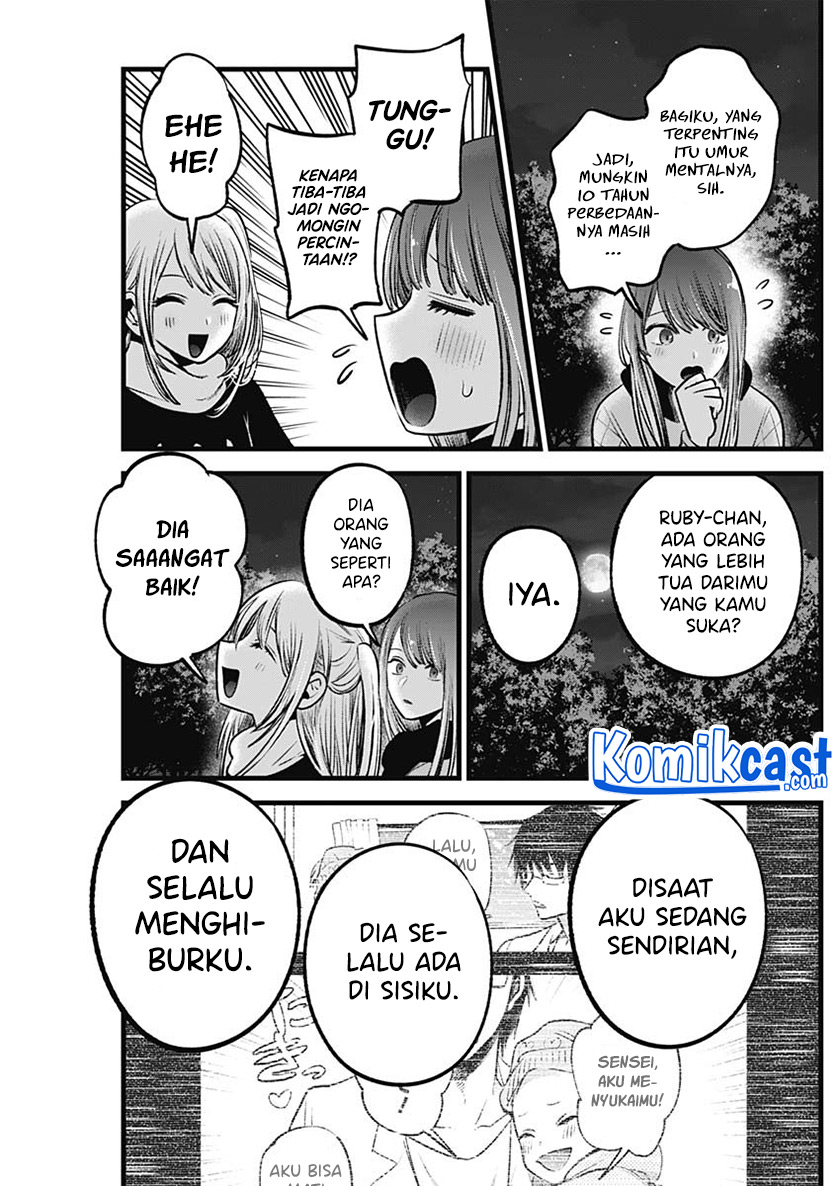 BAGIKU, YANG
TERPENTING
ITU UMUR
MENTALNYA,
SIH.
JADI,
MUNGKIN
10 TAHUN
PERBEDAAN-
NYA MASIH
...
TUNG-
GU!
KENAPA
TIBA-TIBA
JADI NGO-
MONGIN
PERCIN-
TAAN!?
EHE
HE!
RUBY-CHAN,
ADA ORANG
YANG LEBIH
TUA DARIMU
YANG KAMU
SUKA?
IYA.
DIA
ORANG
YANG
SEPERTI
APA?
DIA
SAAANGAT
BAIK!
Komikcast
.com
DISAAT
AKU SEDANG
SENDIRIAN,
LALU,
DIA SE-
LALU ADA
DI SISIKU.
DAN
SELALU
MENGHI-
BURKU.
SENSEI,
AKU ME-
NYUKAIMU!
AKU BISA